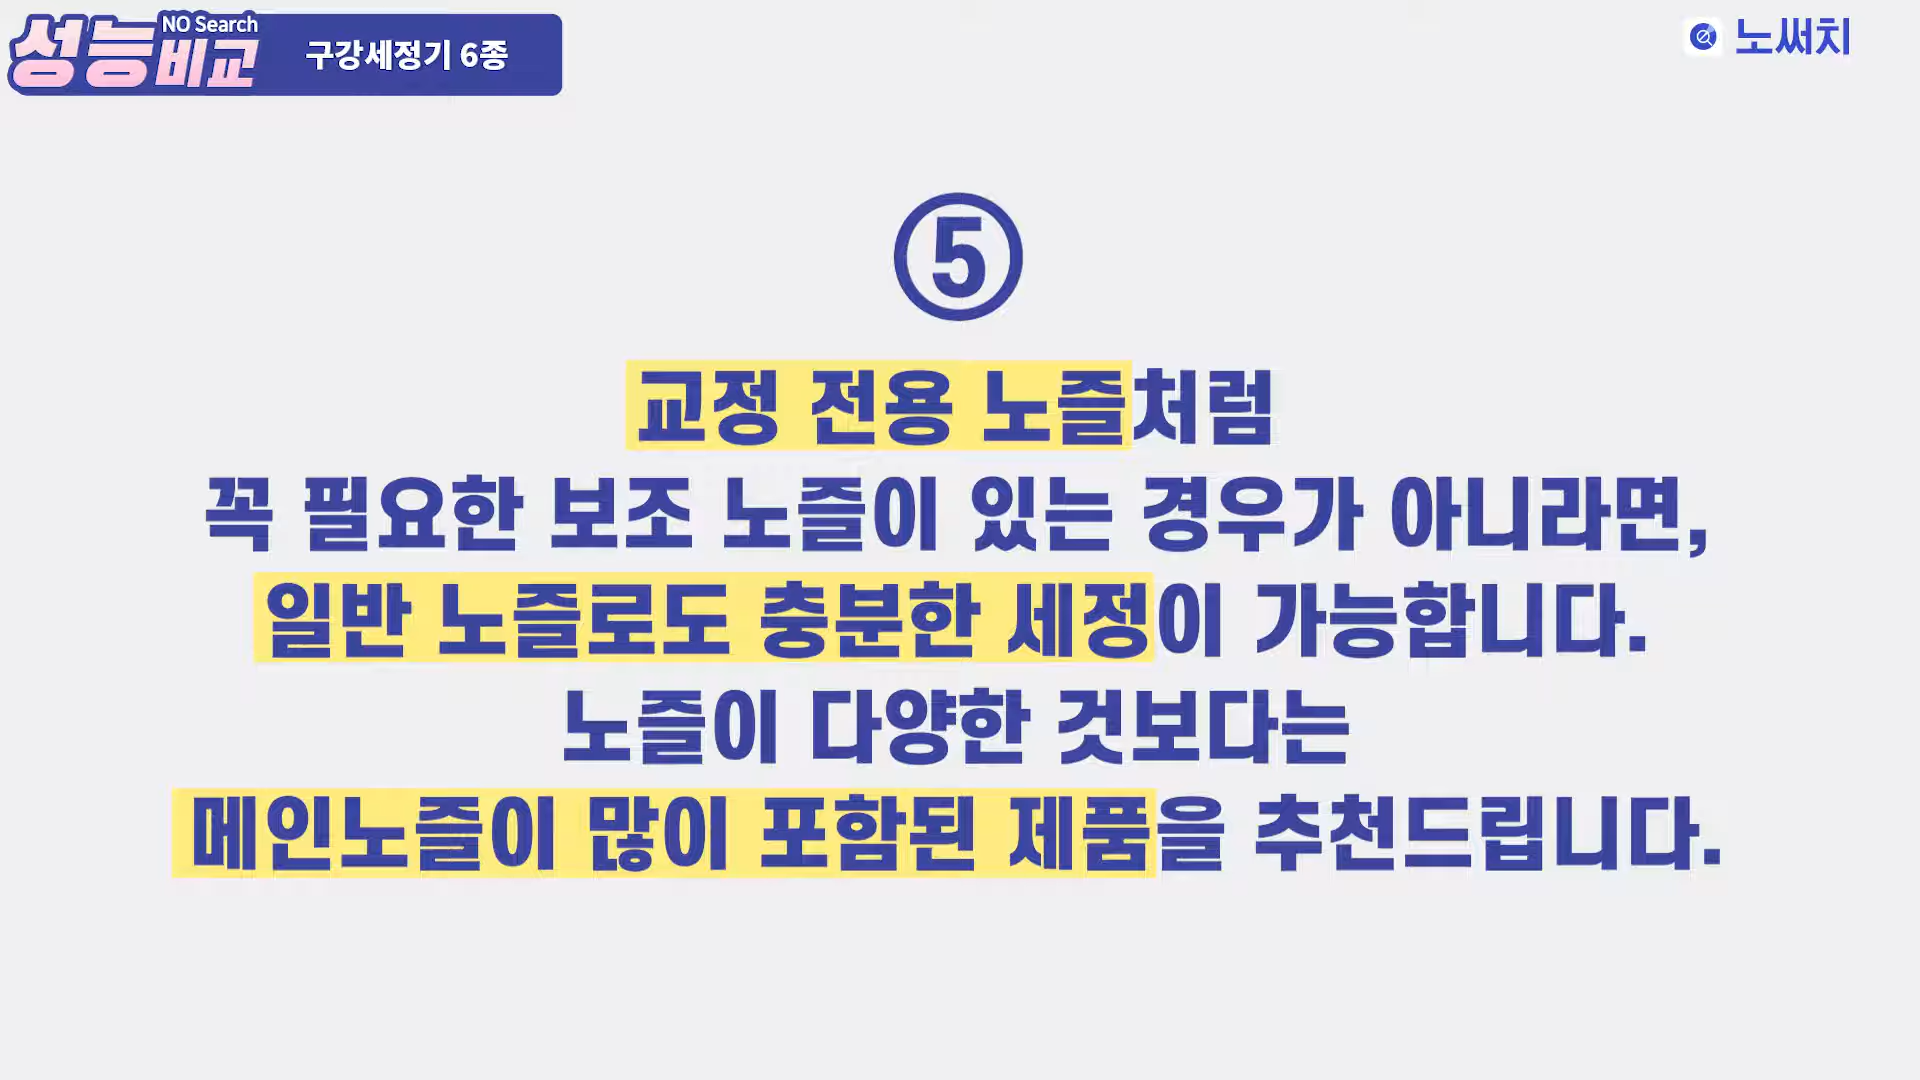 NO Search
성능비교
구강세정기 6종
노써치
⑤
교정 전용 노즐처럼
꼭 필요한 보조 노즐이 있는 경우가 아니라면,
일반 노즐로도 충분한 세정이 가능합니다.
노즐이 다양한 것보다는
메인노즐이 많이 포함된 제품을 추천드립니다.